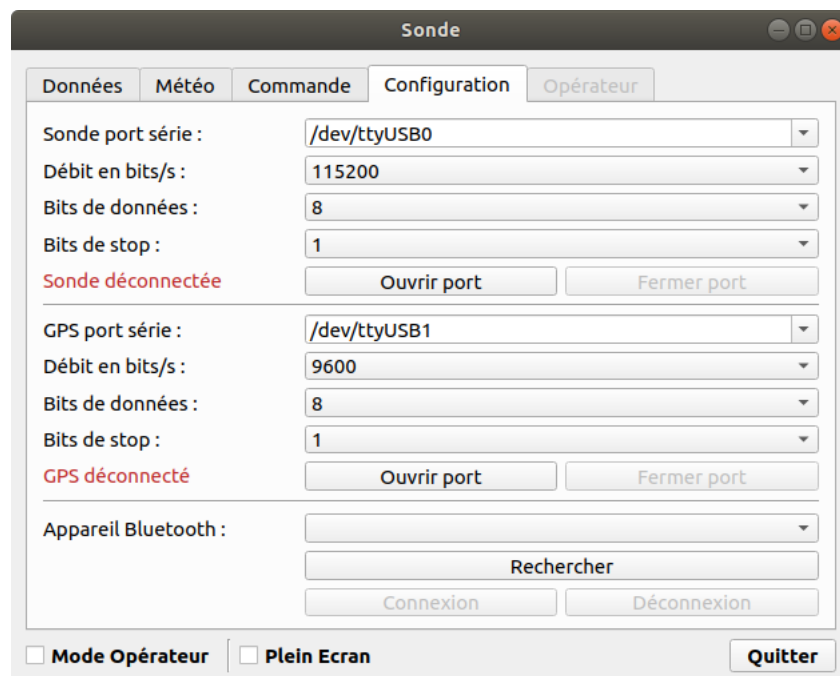 Sonde
Données Météo Commande Configuration Opérateur
Sonde port série : /dev/ttyUSB0
Débit en bits/s : 115200
Bits de données : 8
Bits de stop : 1
Sonde déconnectée Ouvrir port Fermer port
GPS port série : /dev/ttyUSB1
Débit en bits/s : 9600
Bits de données : 8
Bits de stop : 1
GPS déconnecté Ouvrir port Fermer port
Appareil Bluetooth :
Rechercher
Connexion Déconnexion
Mode Opérateur Plein Ecran Quitter